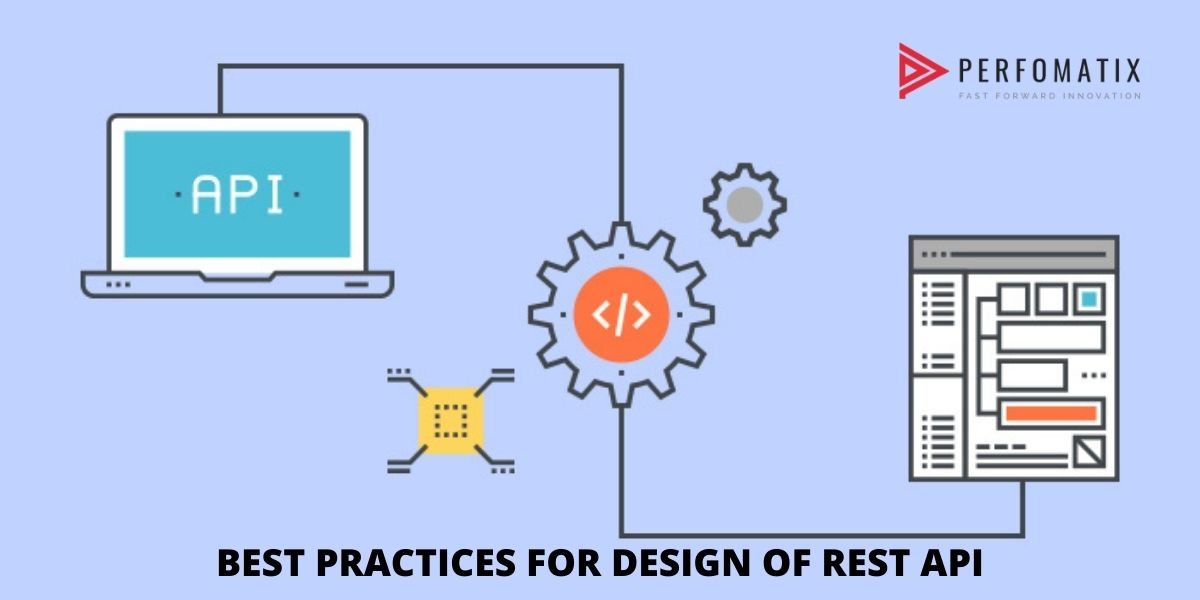 PERFOMATIX
FAST FORWARD INNOVATION
· API ·
</>
BEST PRACTICES FOR DESIGN OF REST API